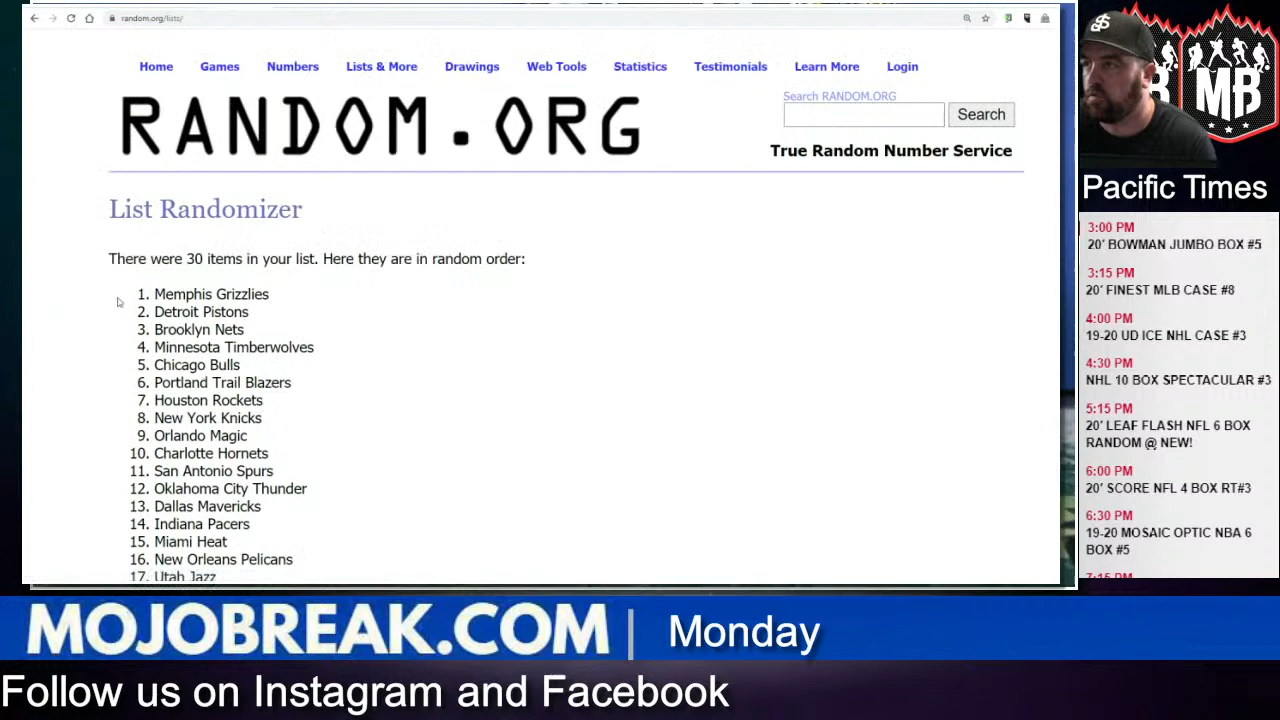 random.org/lists/
Home Games Numbers Lists & More Drawings Web Tools Statistics Testimonials Learn More Login
RANDOM.ORG
Search RANDOM.ORG
Search
True Random Number Service
List Randomizer
There were 30 items in your list. Here they are in random order:
1. Memphis Grizzlies
2. Detroit Pistons
3. Brooklyn Nets
4. Minnesota Timberwolves
5. Chicago Bulls
6. Portland Trail Blazers
7. Houston Rockets
8. New York Knicks
9. Orlando Magic
10. Charlotte Hornets
11. San Antonio Spurs
12. Oklahoma City Thunder
13. Dallas Mavericks
14. Indiana Pacers
15. Miami Heat
16. New Orleans Pelicans
17. Utah Jazz
MB
Pacific Times
3:00 PM
20' BOWMAN JUMBO BOX #5
3:15 PM
20' FINEST MLB CASE #8
4:00 PM
19-20 UD ICE NHL CASE #3
4:30 PM
NHL 10 BOX SPECTACULAR #3
5:15 PM
20' LEAF FLASH NFL 6 BOX
RANDOM @ NEW!
6:00 PM
20' SCORE NFL 4 BOX RT#3
6:30 PM
19-20 MOSAIC OPTIC NBA 6
BOX #5
7:15 PM
MOJOBREAK.COM | Monday
Follow us on Instagram and Facebook